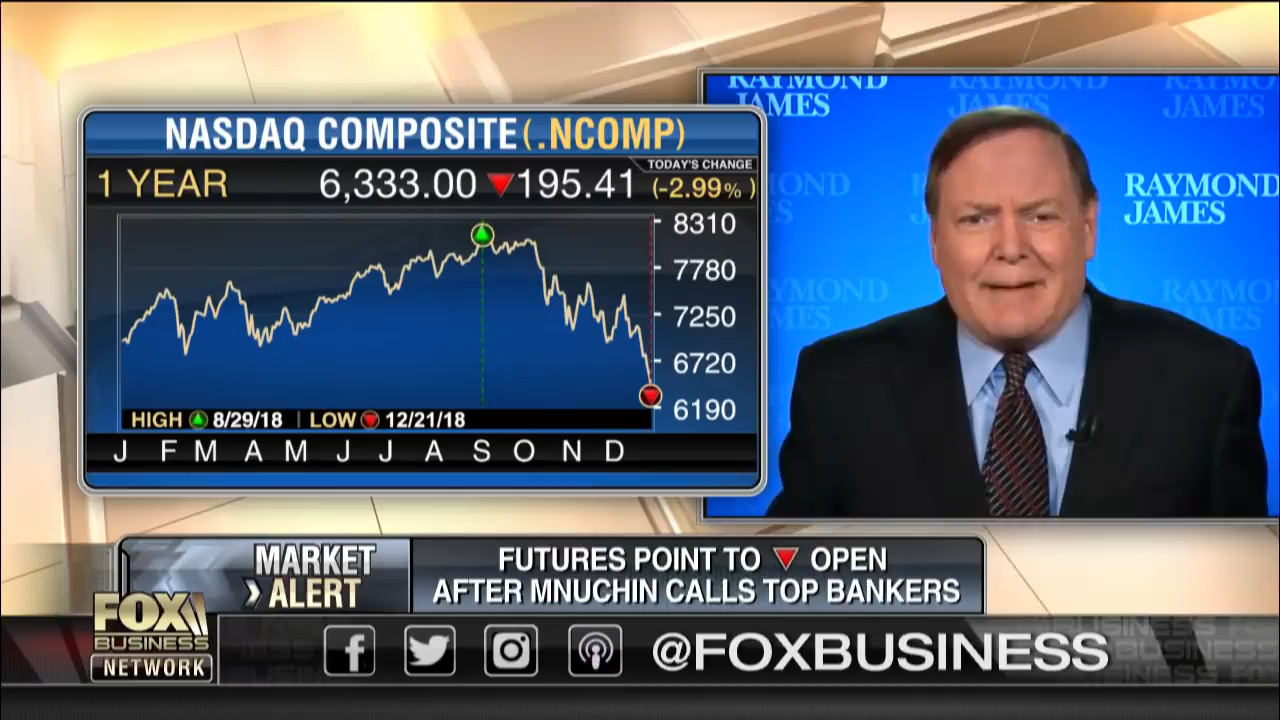 RAYMOND
JAMES
RAYMOND
JAMES
RAYMOND
JAMES
NASDAQ COMPOSITE (.NCOMP)
TODAY'S CHANGE
1 YEAR 6,333.00 ▼195.41 (-2.99%)
8310
7780
7250
6720
6190
HIGH 8/29/18 | LOW 12/21/18
J F M A M J J A S O N D
MARKET
ALERT
FUTURES POINT TO ▼ OPEN
AFTER MNUCHIN CALLS TOP BANKERS
FOX
BUSINESS
NETWORK
@FOXBUSINESS